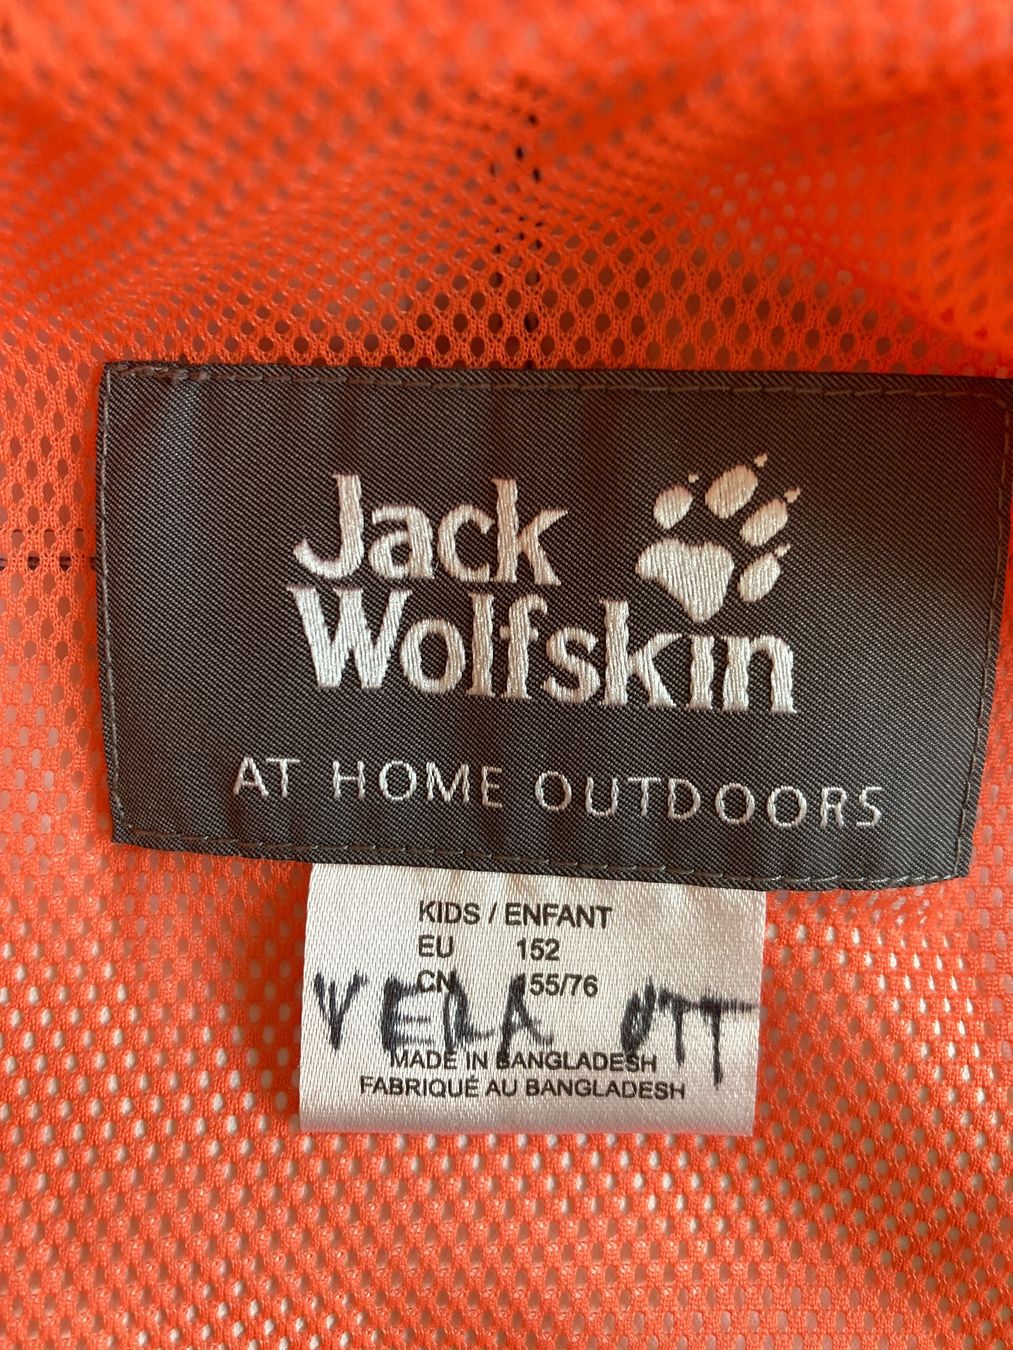 Jack
Wolfskin
AT HOME OUTDOORS
KIDS / ENFANT
EU 152
CN 155/76
VERA OTT
MADE IN BANGLADESH
FABRIQUÉ AU BANGLADESH